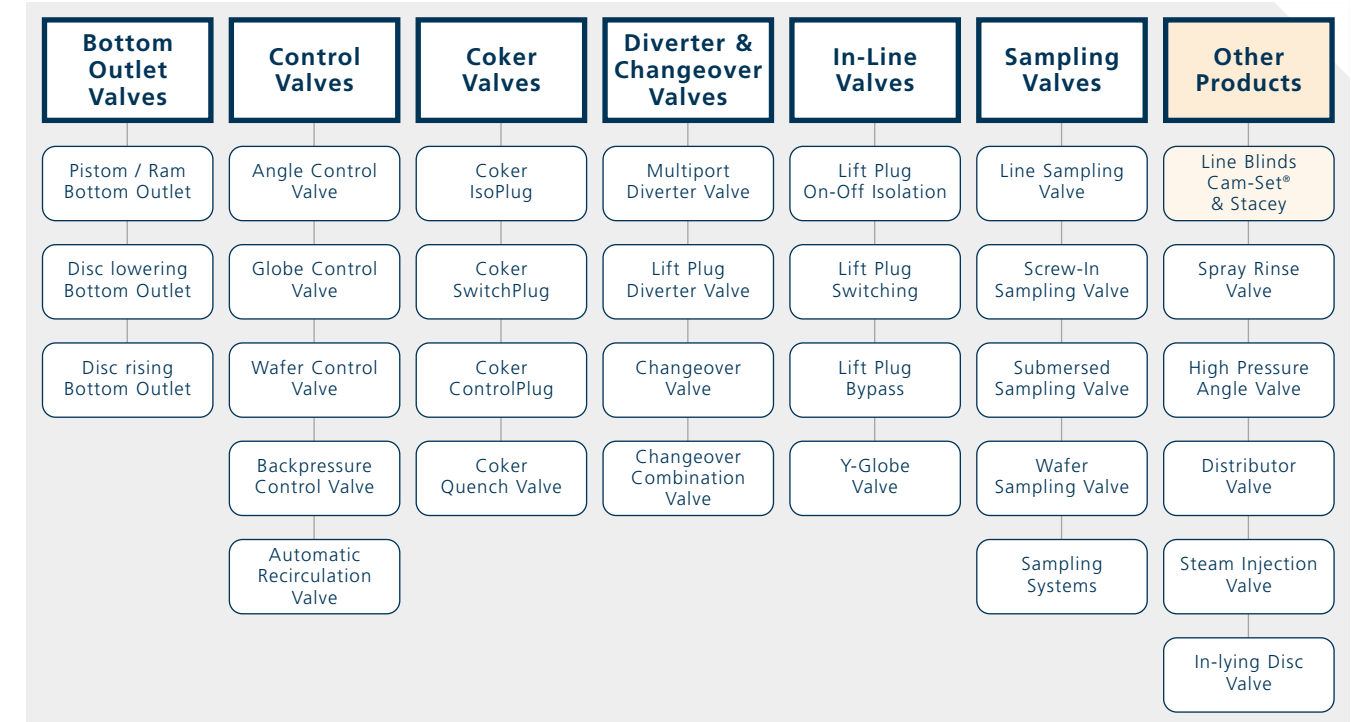 Bottom
Outlet
Valves
Pistom / Ram
Bottom Outlet
Disc lowering
Bottom Outlet
Disc rising
Bottom Outlet
Control
Valves
Angle Control
Valve
Globe Control
Valve
Wafer Control
Valve
Backpressure
Control Valve
Automatic
Recirculation
Valve
Coker
Valves
Coker
IsoPlug
Coker
SwitchPlug
Coker
ControlPlug
Coker
Quench Valve
Diverter &
Changeover
Valves
Multiport
Diverter Valve
Lift Plug
Diverter Valve
Changeover
Valve
Changeover
Combination
Valve
In-Line
Valves
Lift Plug
On-Off Isolation
Lift Plug
Switching
Lift Plug
Bypass
Y-Globe
Valve
Sampling
Valves
Line Sampling
Valve
Screw-In
Sampling Valve
Submersed
Sampling Valve
Wafer
Sampling Valve
Sampling
Systems
Other
Products
Line Blinds
Cam-Set®
& Stacey
Spray Rinse
Valve
High Pressure
Angle Valve
Distributor
Valve
Steam Injection
Valve
In-lying Disc
Valve